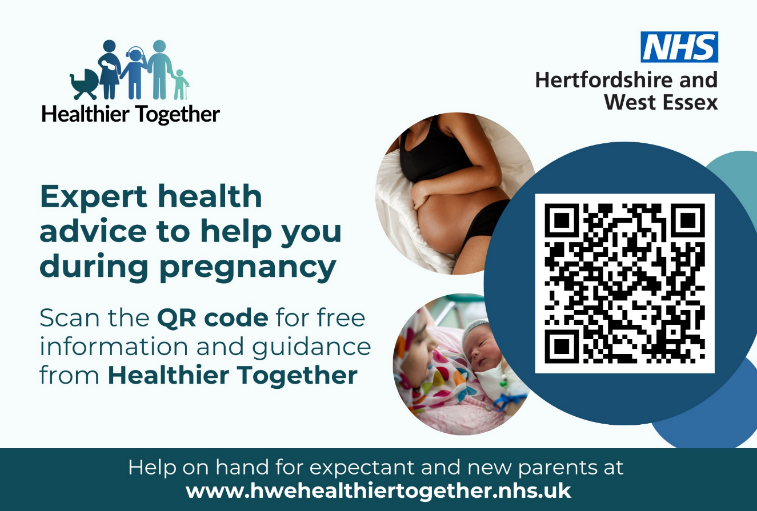 Healthier Together
NHS
Hertfordshire and
West Essex
Expert health
advice to help you
during pregnancy
Scan the QR code for free
information and guidance
from Healthier Together
Help on hand for expectant and new parents at
www.hwehealthiertogether.nhs.uk